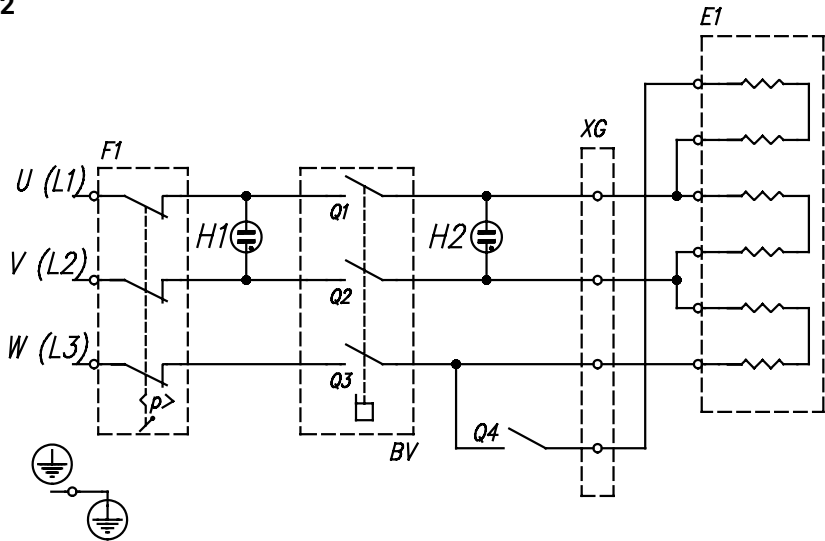 2
E1
XG
F1
U (L1)
Q1
H1
H2
V (L2)
Q2
W (L3)
Q3
<p>
Q4
BV